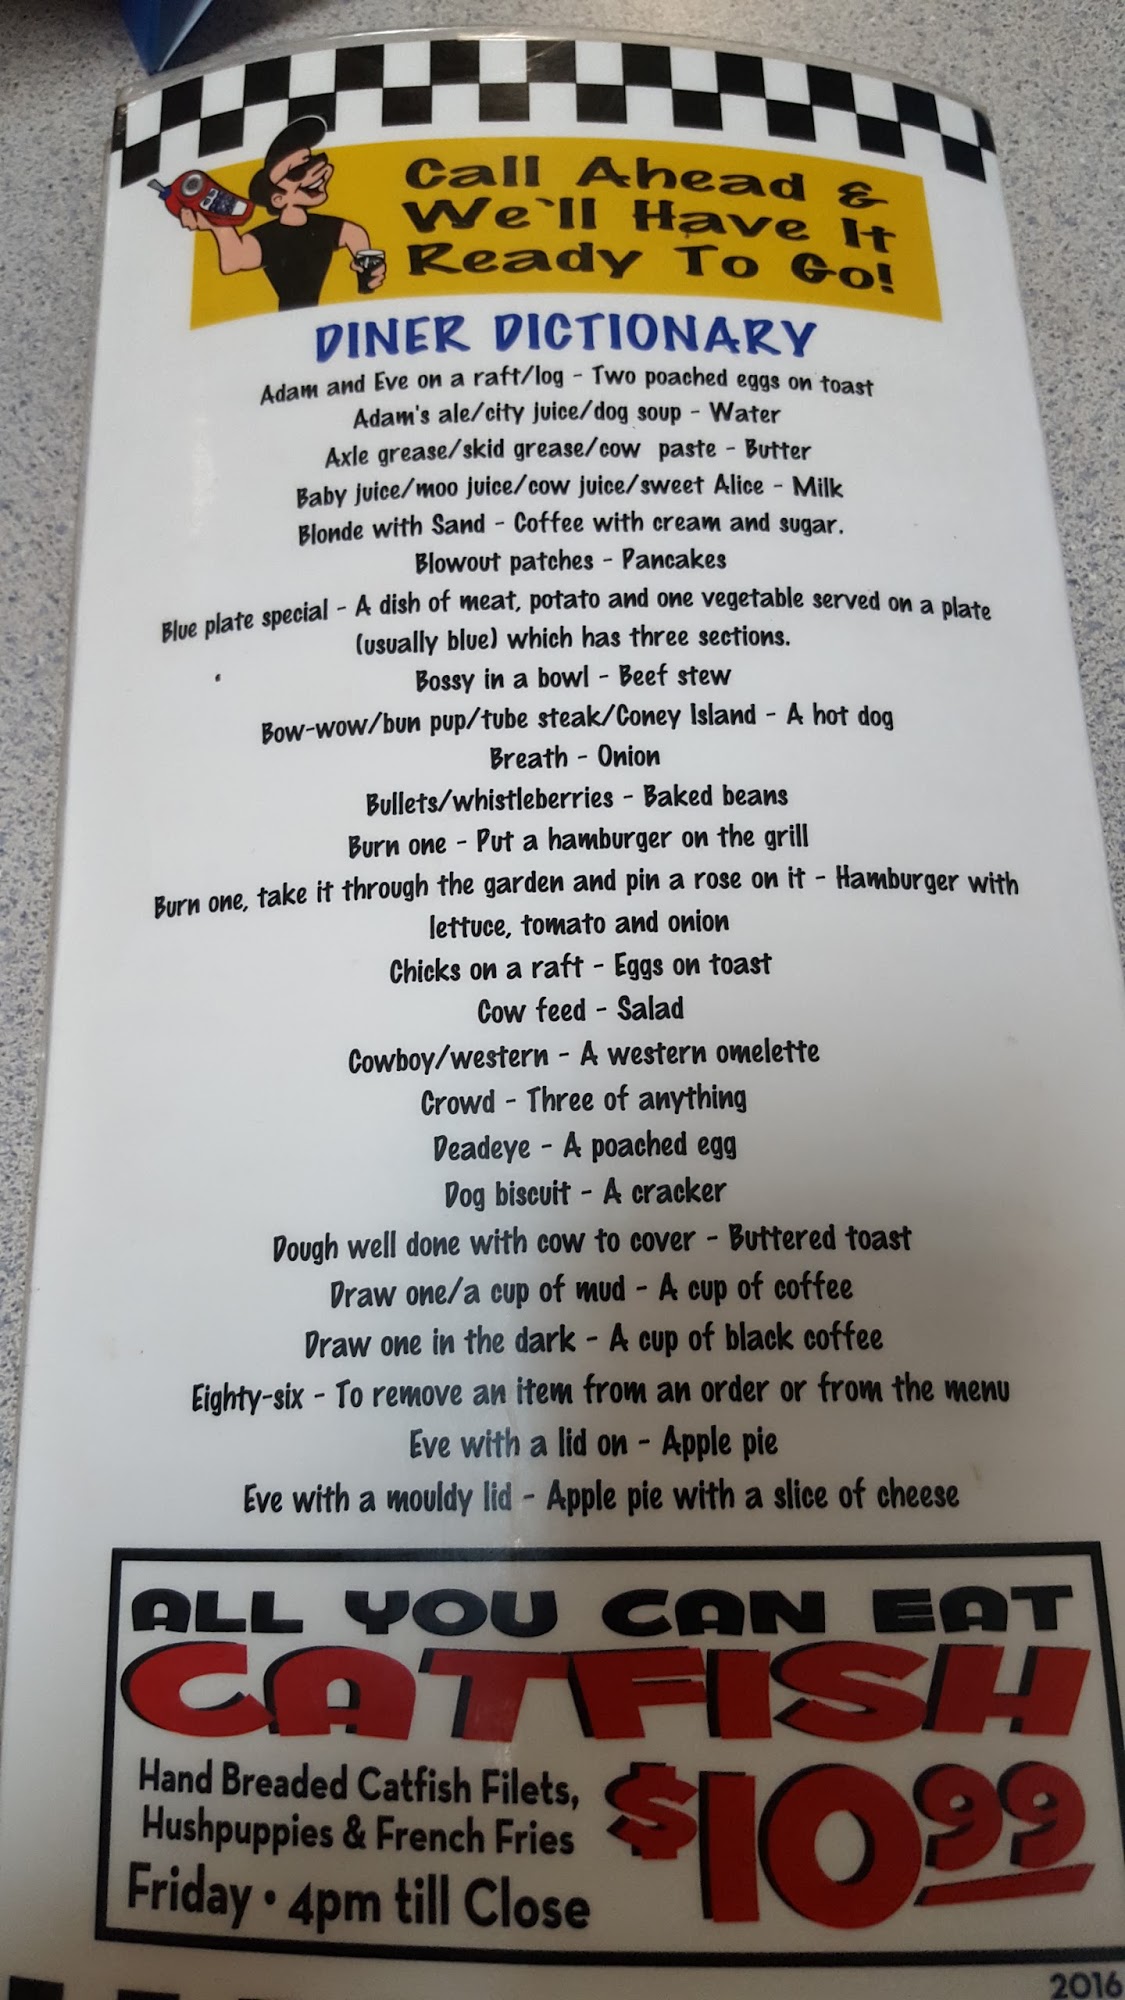 Call Ahead &
We`ll Have It
Ready To Go!
DINER DICTIONARY
Adam and Eve on a raft/log - Two poached eggs on toast
Adam's ale/city juice/dog soup - Water
Axle grease/skid grease/cow paste - Butter
Baby juice/moo juice/cow juice/sweet Alice - Milk
Blonde with Sand - Coffee with cream and sugar.
Blowout patches - Pancakes
Blue plate special - A dish of meat, potato and one vegetable served on a plate
(usually blue) which has three sections.
Bossy in a bowl - Beef stew
Bow-wow/bun pup/tube steak/Coney Island - A hot dog
Breath - Onion
Bullets/whistleberries - Baked beans
Burn one - Put a hamburger on the grill
Burn one, take it through the garden and pin a rose on it - Hamburger with
lettuce, tomato and onion
Chicks on a raft - Eggs on toast
Cow feed - Salad
Cowboy/western - A western omelette
Crowd - Three of anything
Deadeye - A poached egg
Dog biscuit - A cracker
Dough well done with cow to cover - Buttered toast
Draw one/a cup of mud - A cup of coffee
Draw one in the dark - A cup of black coffee
Eighty-six - To remove an item from an order or from the menu
Eve with a lid on - Apple pie
Eve with a mouldy lid - Apple pie with a slice of cheese
ALL YOU CAN EAT
CATFISH
Hand Breaded Catfish Filets,
Hushpuppies & French Fries
Friday • 4pm till Close
$10.99
2016